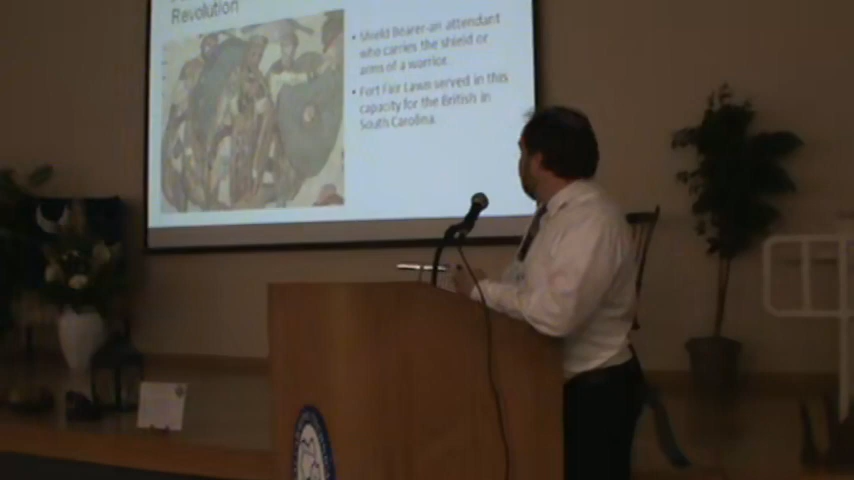 Revolution
• Shield Bearer-an attendant
who carries the shield or
arms of a warrior.
• Fort Fair Lawn served in this
capacity for the British in
South Carolina.